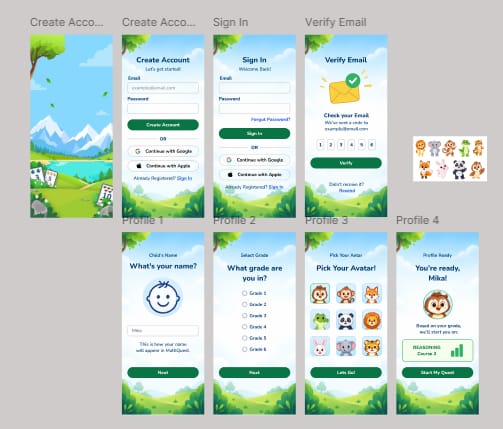 Create Acco...
Create Acco...
Sign In
Verify Email
Create Account
Let's get started!
Email
example@email.com
Password
Create Account
OR
Continue with Google
Continue with Apple
Already Registered? Sign In
Sign In
Welcome Back!
Email
Password
Forgot Password?
Sign In
OR
Continue with Google
Continue with Apple
Already Registered? Sign In
Verify Email
Check your Email
We've sent a code to
example@email.com
1 2 3 4 5 6
Verify
Didn't receive it?
Resend
Profile 1
Profile 2
Profile 3
Profile 4
Child's Name
What's your name?
Mika
This is how your name
will appear in MathQuest.
Next
Select Grade
What grade are
you in?
Grade 1
Grade 2
Grade 3
Grade 4
Grade 5
Grade 6
Next
Pick Your Avatar
Pick Your Avatar!
Lets Go!
Profile Ready
You're ready,
Mika!
Based on your grade,
we'll start you on:
REASONING
Course 3
Start My Quest